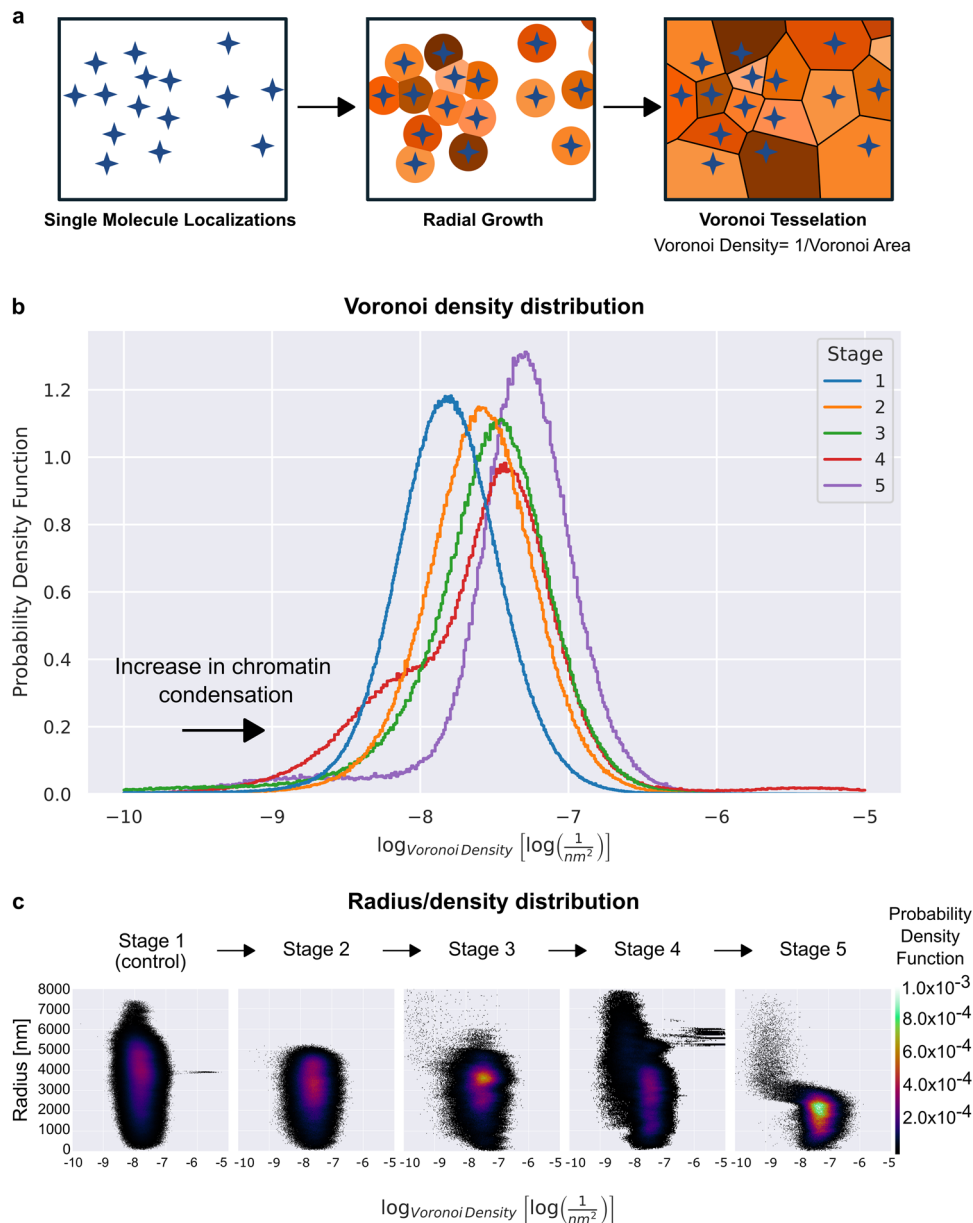 a
Single Molecule Localizations
Radial Growth
Voronoi Tesselation
Voronoi Density= 1/Voronoi Area
b
Voronoi density distribution
Probability Density Function
1.2
1.0
0.8
0.6
0.4
0.2
0.0
Stage
1
2
3
4
5
Increase in chromatin
condensation
−10 −9 −8 −7 −6 −5
log_{Voronoi Density} [log(1/nm²)]
c
Radius/density distribution
Probability
Density
Function
Stage 1
(control)
Stage 2
Stage 3
Stage 4
Stage 5
Radius [nm]
8000
7000
6000
5000
4000
3000
2000
1000
0
-10 -9 -8 -7 -6 -5
-10 -9 -8 -7 -6 -5
-10 -9 -8 -7 -6 -5
-10 -9 -8 -7 -6 -5
-10 -9 -8 -7 -6 -5
1.0x10⁻³
8.0x10⁻⁴
6.0x10⁻⁴
4.0x10⁻⁴
2.0x10⁻⁴
log_{Voronoi Density} [log(1/nm²)]